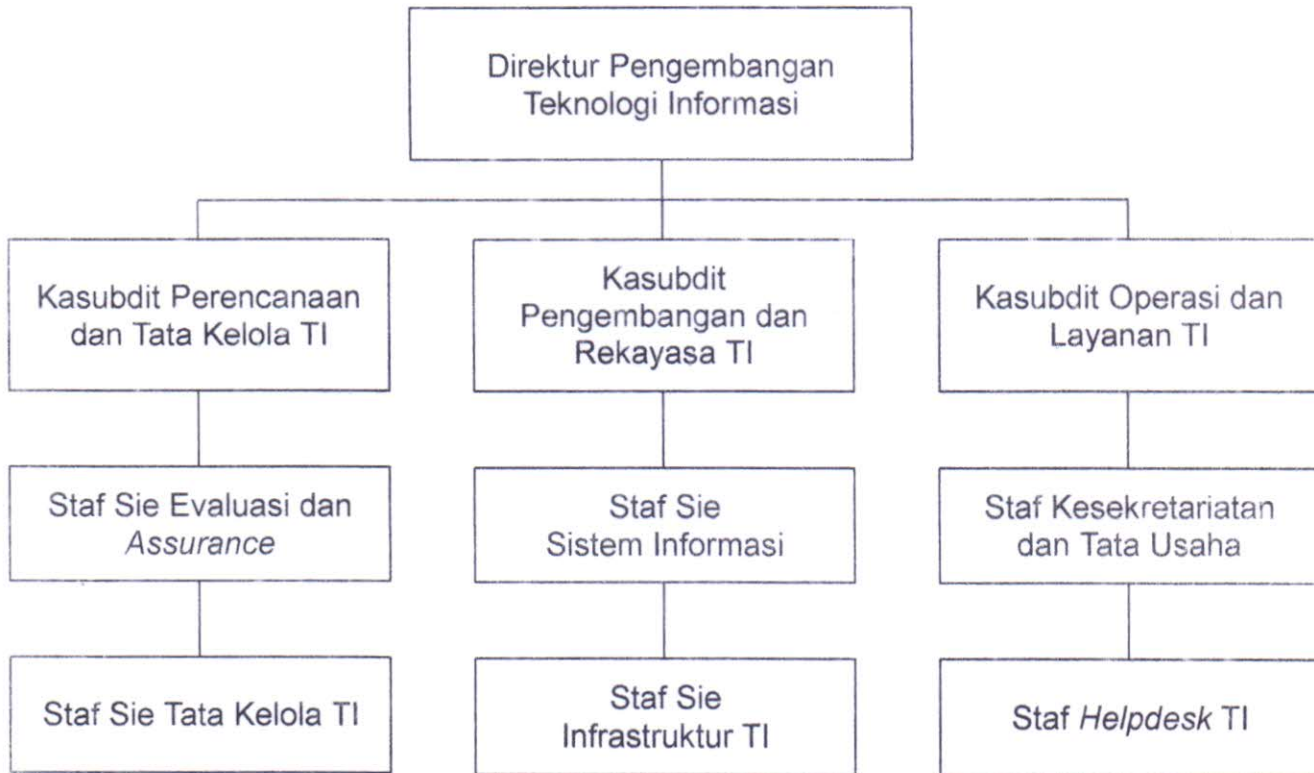 Direktur Pengembangan
Teknologi Informasi
Kasubdit Perencanaan
dan Tata Kelola TI
Kasubdit
Pengembangan dan
Rekayasa TI
Kasubdit Operasi dan
Layanan TI
Staf Sie Evaluasi dan
Assurance
Staf Sie
Sistem Informasi
Staf Kesekretariatan
dan Tata Usaha
Staf Sie Tata Kelola TI
Staf Sie
Infrastruktur TI
Staf Helpdesk TI